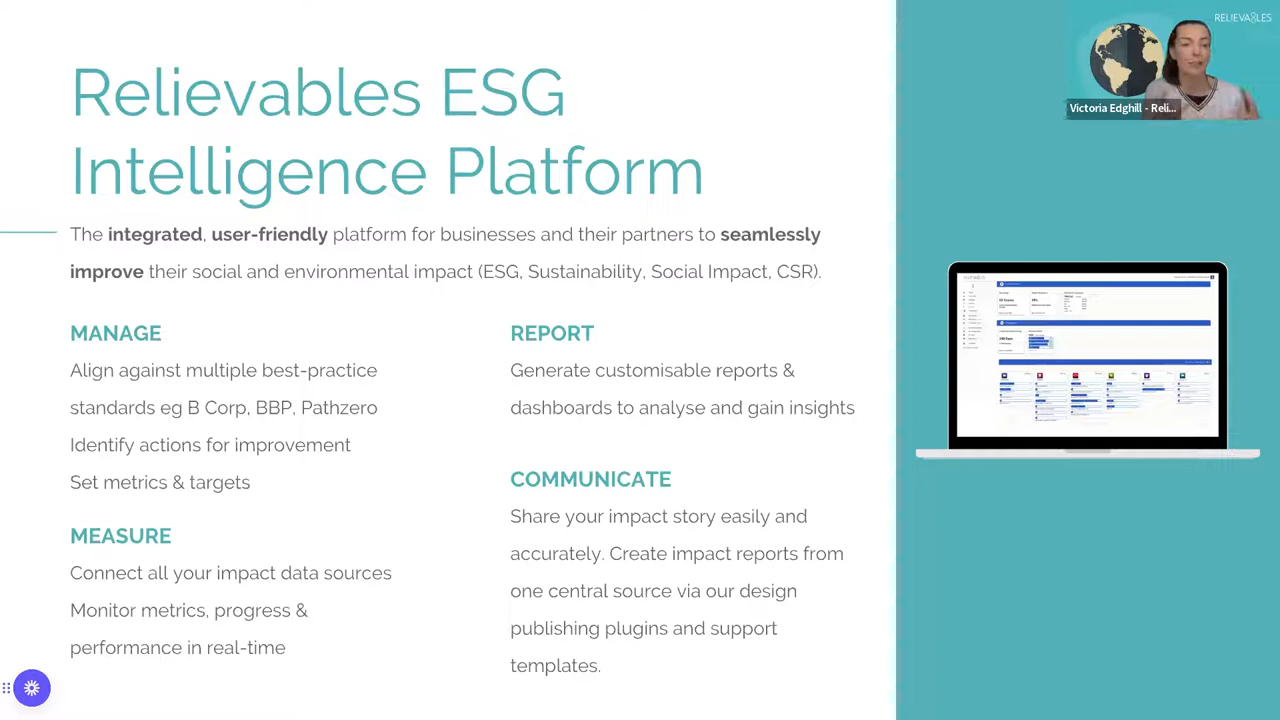 Relievables ESG
Intelligence Platform
The integrated, user-friendly platform for businesses and their partners to seamlessly
improve their social and environmental impact (ESG, Sustainability, Social Impact, CSR).
MANAGE
Align against multiple best-practice
standards eg B Corp, BBP, Pathzero
Identify actions for improvement
Set metrics & targets
MEASURE
Connect all your impact data sources
Monitor metrics, progress &
performance in real-time
REPORT
Generate customisable reports &
dashboards to analyse and gain insights
COMMUNICATE
Share your impact story easily and
accurately. Create impact reports from
one central source via our design
publishing plugins and support
templates.
RELIEVABLES
Victoria Edghill - Reli...